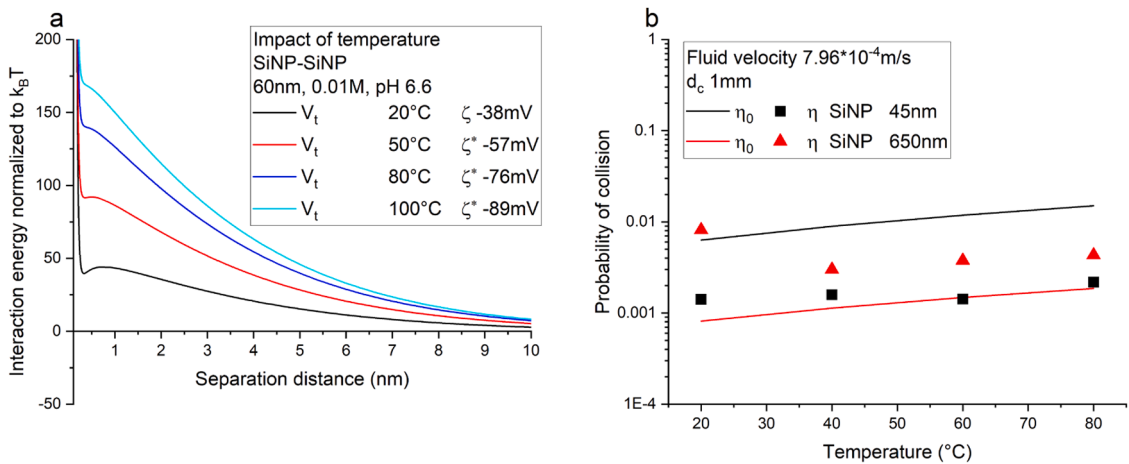 a
Impact of temperature
SiNP-SiNP
60nm, 0.01M, pH 6.6
Vt 20°C ζ -38mV
Vt 50°C ζ* -57mV
Vt 80°C ζ* -76mV
Vt 100°C ζ* -89mV
Interaction energy normalized to kBT
200
150
100
50
0
-50
1 2 3 4 5 6 7 8 9 10
Separation distance (nm)
b
Fluid velocity 7.96*10-4m/s
dc 1mm
η0 η SiNP 45nm
η0 η SiNP 650nm
Probability of collision
1
0.1
0.01
0.001
1E-4
20 30 40 50 60 70 80
Temperature (°C)